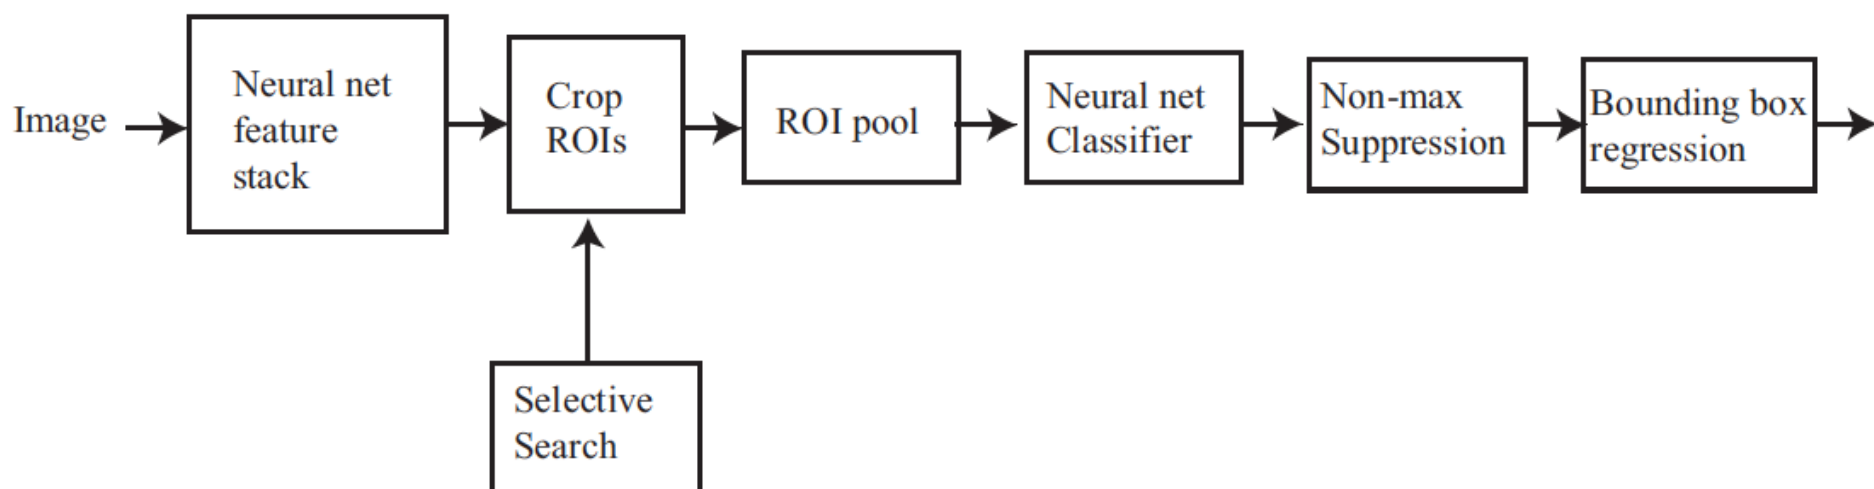 Image
Neural net
feature
stack
Crop
ROIs
ROI pool
Neural net
Classifier
Non-max
Suppression
Bounding box
regression
Selective
Search